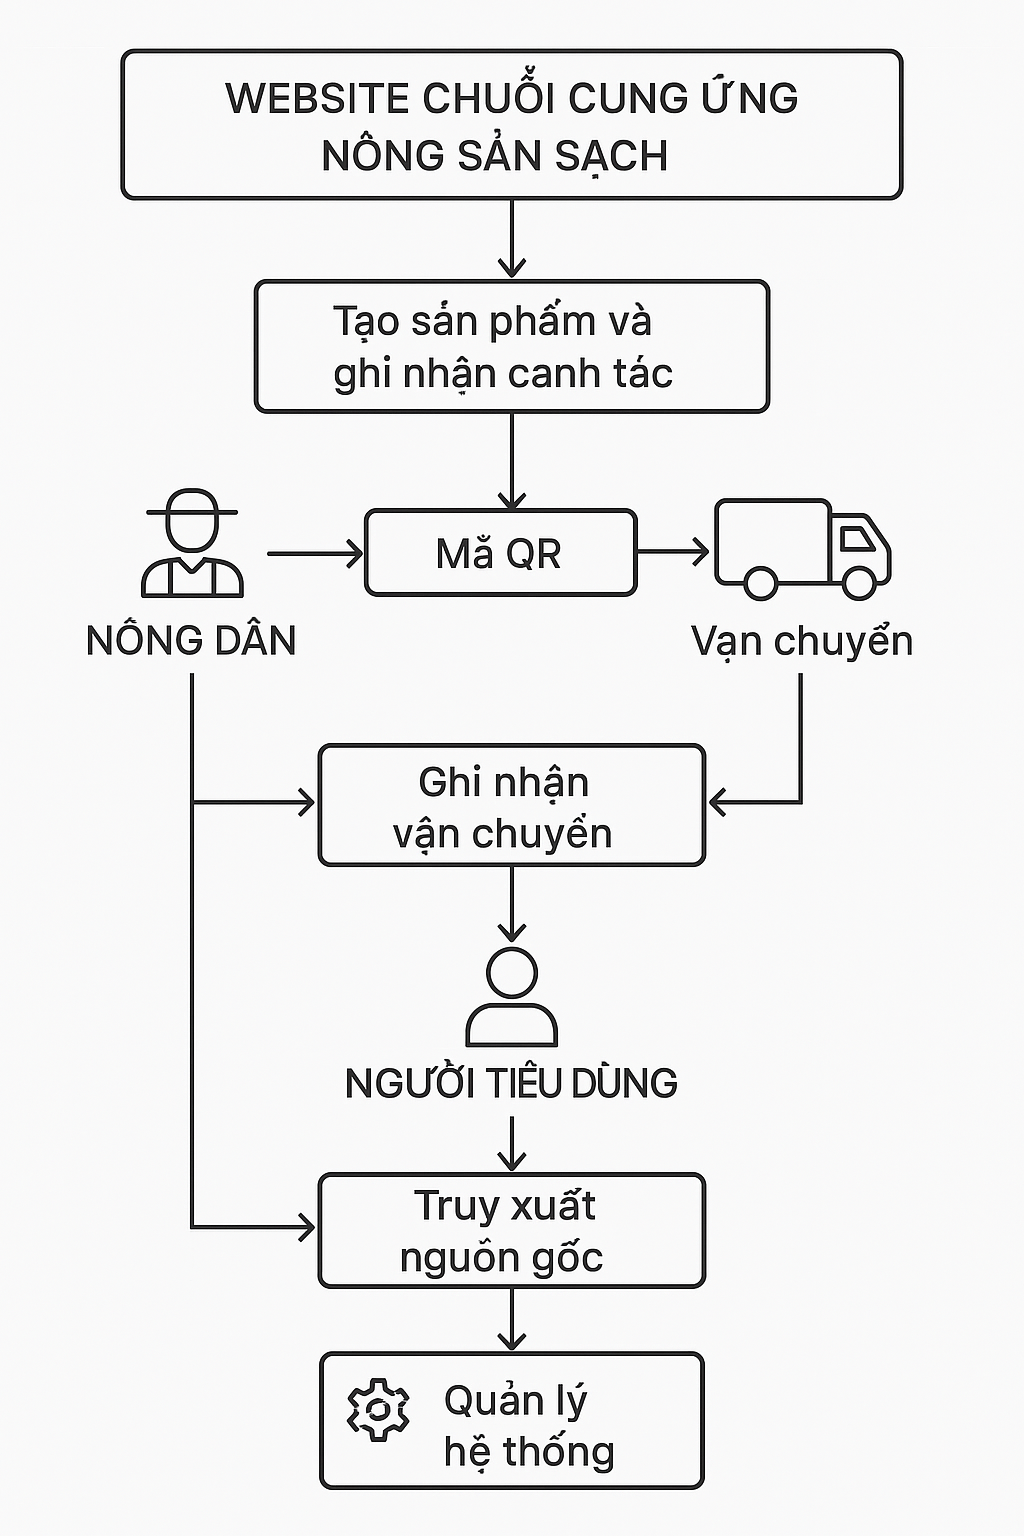 WEBSITE CHUỖI CUNG ỨNG
NÔNG SẢN SẠCH
Tạo sản phẩm và
ghi nhận canh tác
Mã QR
NÔNG DÂN
Vạn chuyển
Ghi nhận
vận chuyển
NGƯỜI TIÊU DÙNG
Truy xuất
nguồn gốc
Quản lý
hệ thống